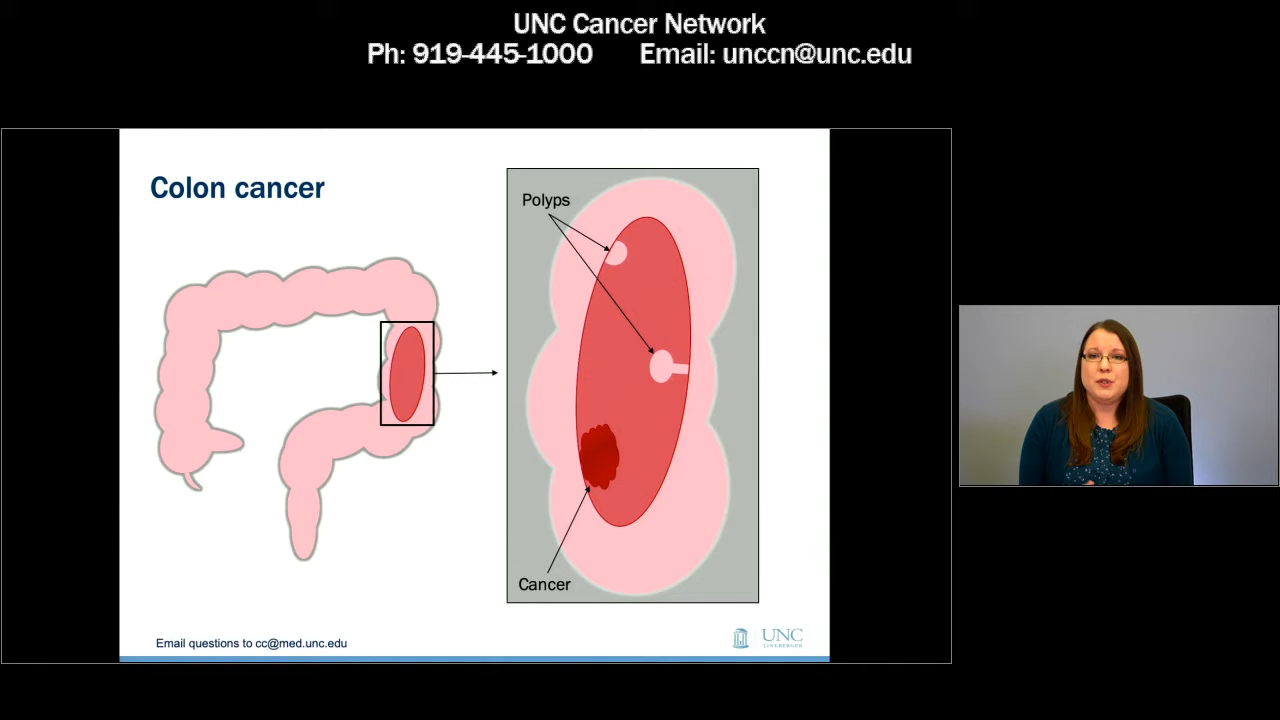 UNC Cancer Network
Ph: 919-445-1000 Email: unccn@unc.edu
Colon cancer
Polyps
Cancer
Email questions to cc@med.unc.edu
UNC
LINEBERGER